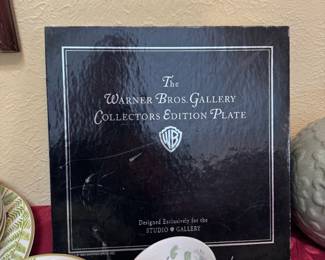 The
Warner Bros. Gallery
Collectors Edition Plate
WB
Designed Exclusively for the
STUDIO GALLERY